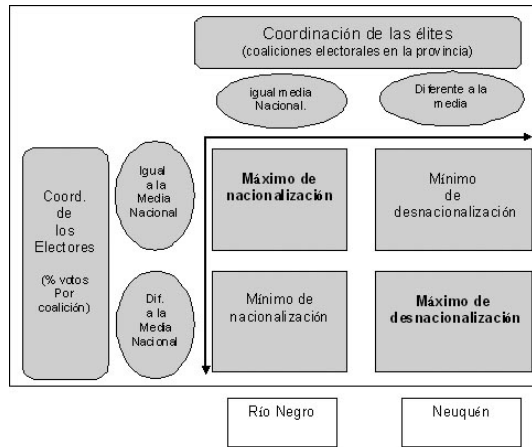 Coordinación de las élites
(coaliciones electorales en la provincia)
igual media
Nacional.
Diferente a la
media
Coord.
de
los
Electores
(% votos
Por
coalición)
Igual
a la
Media
Nacional
Máximo de
nacionalización
Mínimo
de
desnacionalización
Dif.
a la
Media
Nacional
Mínimo de
nacionalización
Máximo de
desnacionalización
Río Negro
Neuquén